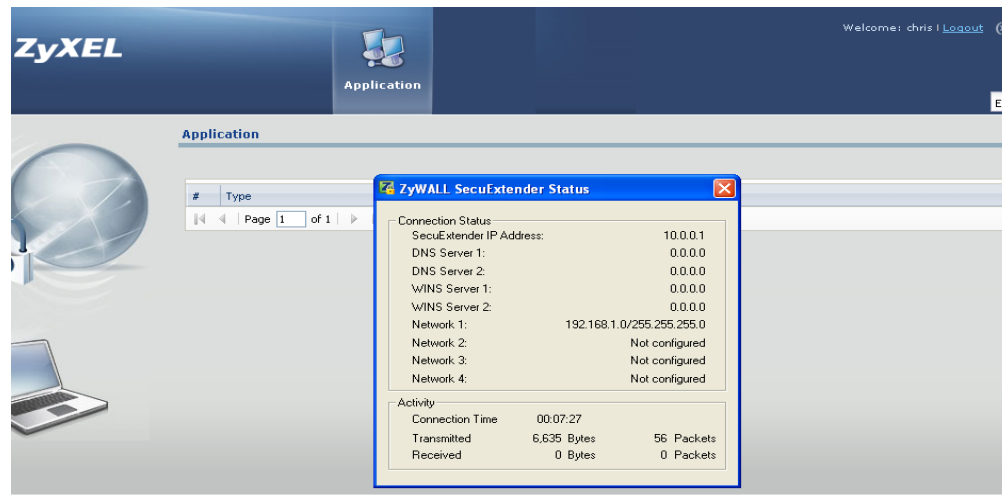 ZyXEL
Welcome: chris | Logout
Application
E
Application
# Type
Page 1 of 1
ZyWALL SecuExtender Status
Connection Status
SecuExtender IP Address: 10.0.0.1
DNS Server 1: 0.0.0.0
DNS Server 2: 0.0.0.0
WINS Server 1: 0.0.0.0
WINS Server 2: 0.0.0.0
Network 1: 192.168.1.0/255.255.255.0
Network 2: Not configured
Network 3: Not configured
Network 4: Not configured
Activity
Connection Time 00:07:27
Transmitted 6,635 Bytes 56 Packets
Received 0 Bytes 0 Packets